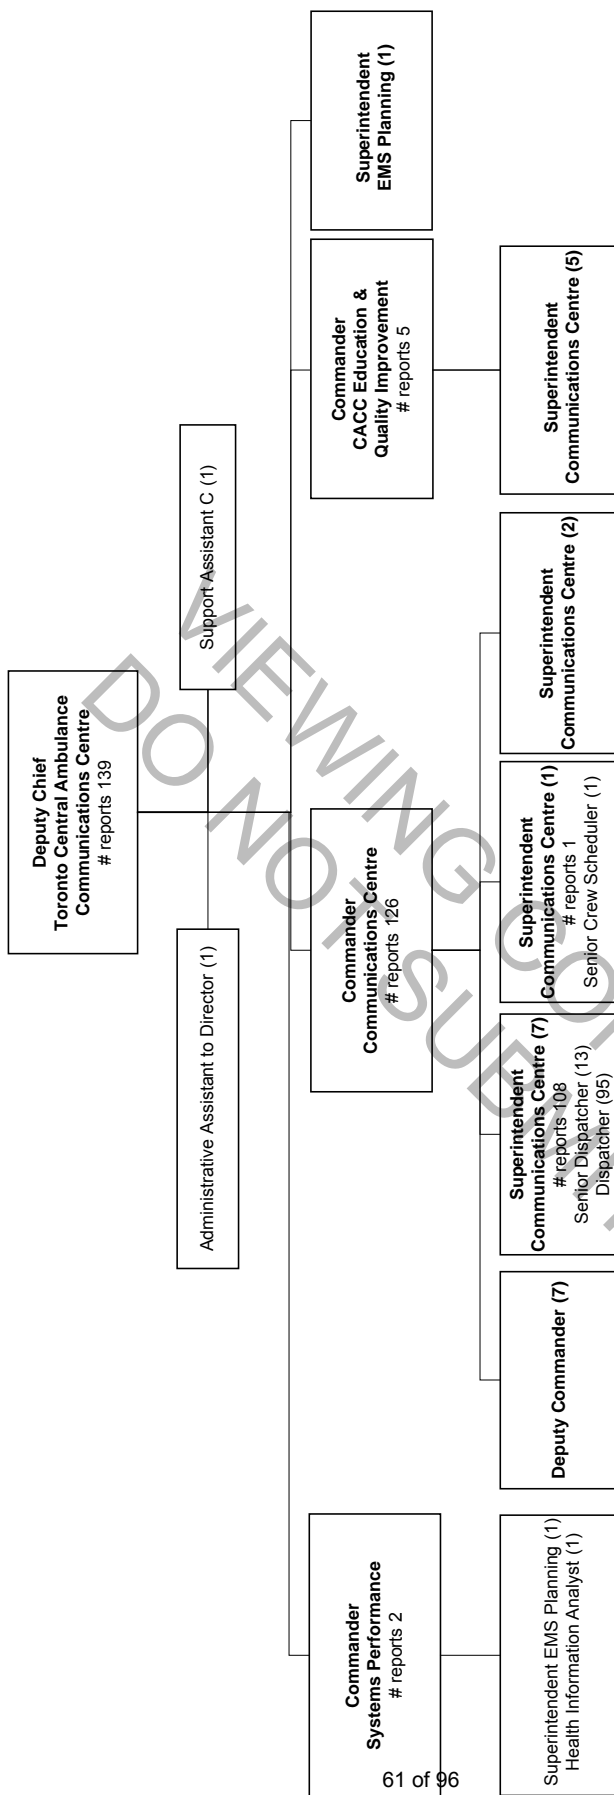 Deputy Chief
Toronto Central Ambulance
Communications Centre
# reports 139
Administrative Assistant to Director (1)
Support Assistant C (1)
Commander
Systems Performance
# reports 2
Commander
Communications Centre
# reports 126
Commander
CACC Education &
Quality Improvement
# reports 5
Superintendent
EMS Planning (1)
Superintendent EMS Planning (1)
Health Information Analyst (1)
Deputy Commander (7)
Superintendent
Communications Centre (7)
# reports 108
Senior Dispatcher (13)
Dispatcher (95)
Superintendent
Communications Centre (1)
# reports 1
Senior Crew Scheduler (1)
Superintendent
Communications Centre (2)
Superintendent
Communications Centre (5)
VIEWING
DO NOT SUBMIT
61 of 96